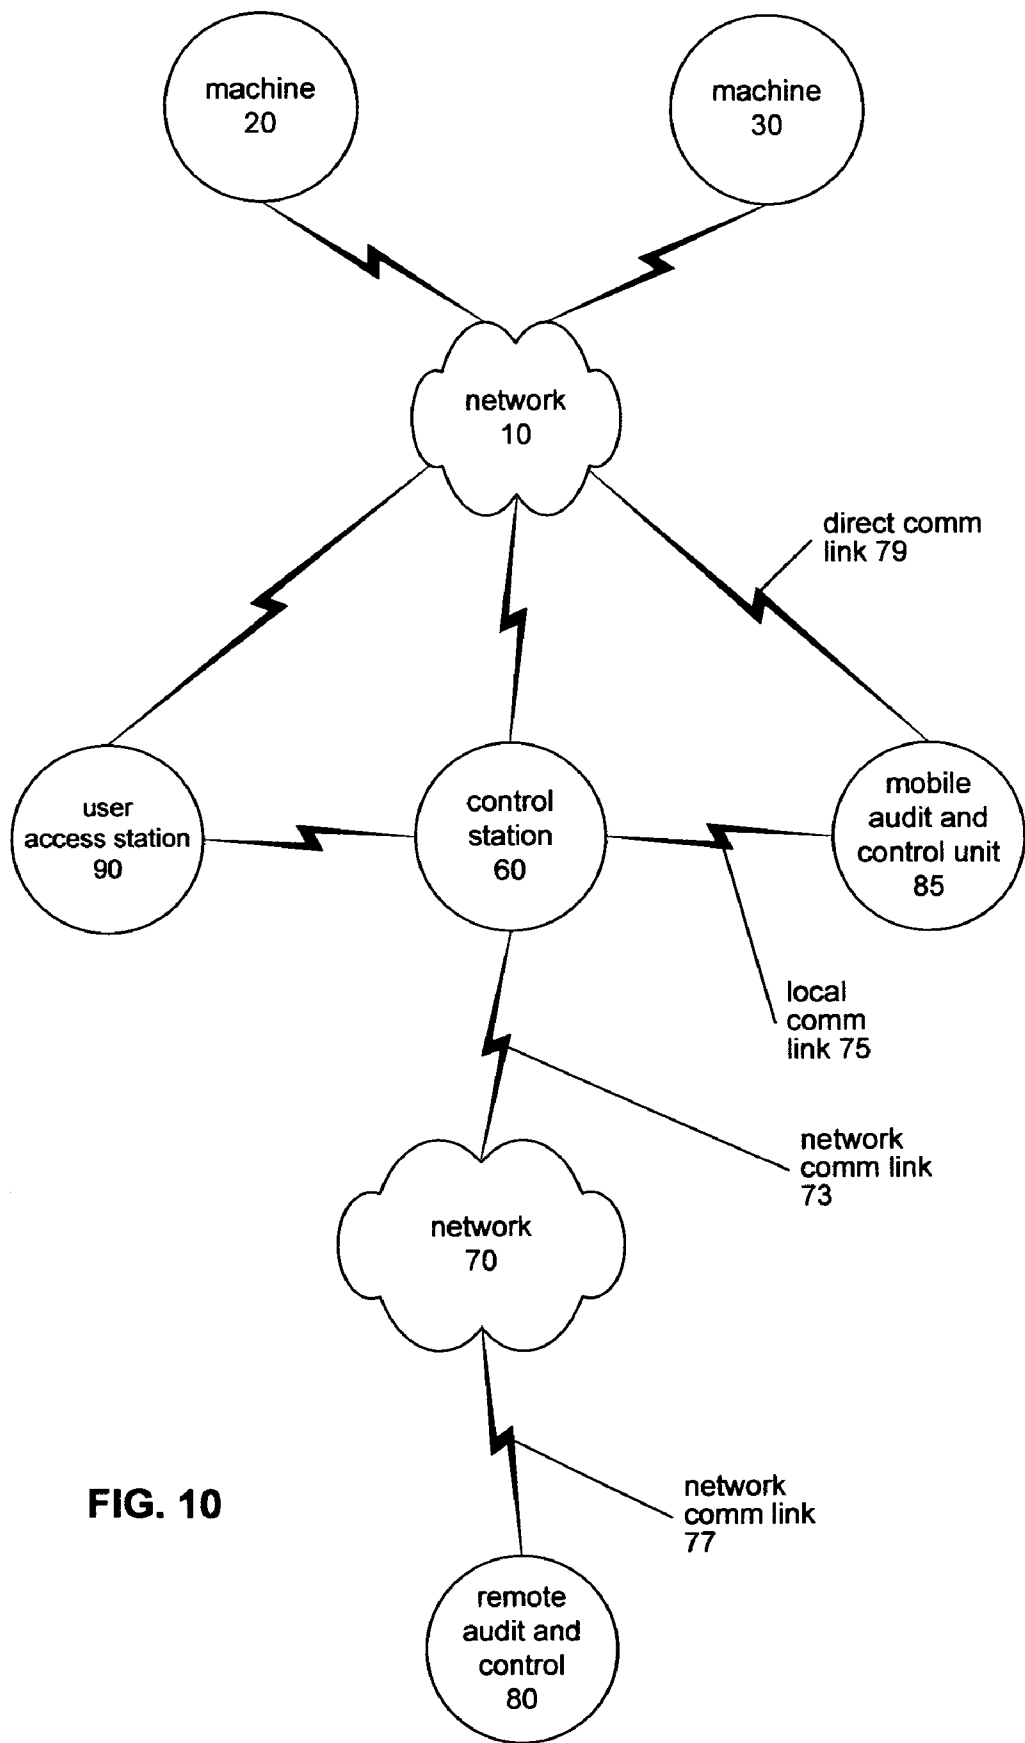 machine
20
machine
30
network
10
direct comm
link 79
user
access station
90
control
station
60
mobile
audit and
control unit
85
local
comm
link 75
network
comm link
73
network
70
FIG. 10
network
comm link
77
remote
audit and
control
80